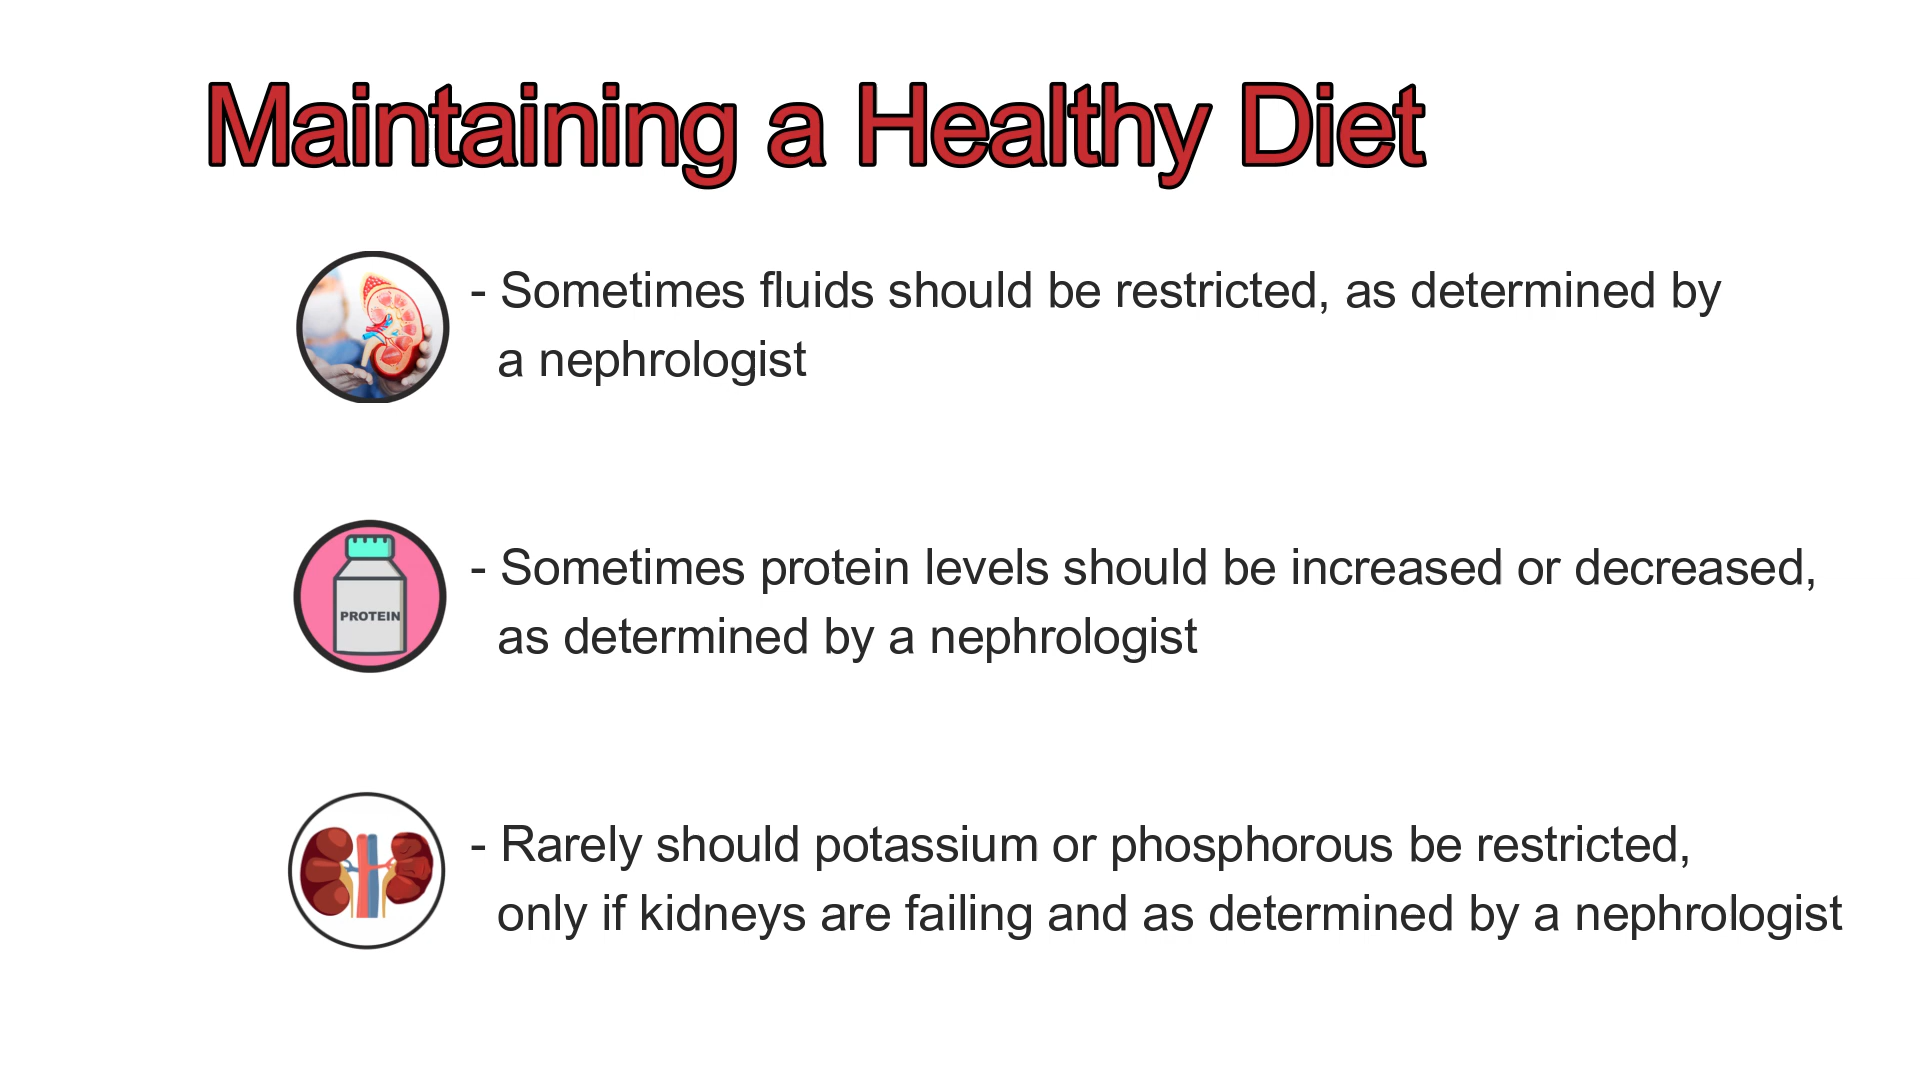 Maintaining a Healthy Diet
- Sometimes fluids should be restricted, as determined by
a nephrologist
PROTEIN
- Sometimes protein levels should be increased or decreased,
as determined by a nephrologist
- Rarely should potassium or phosphorous be restricted,
only if kidneys are failing and as determined by a nephrologist